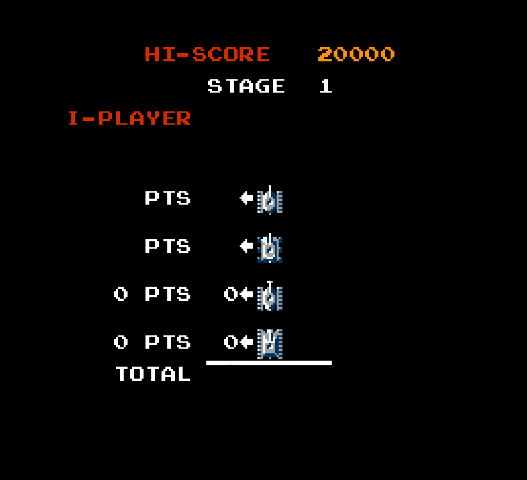 HI-SCORE 20000
STAGE 1
I-PLAYER
PTS ←
PTS ←
0 PTS 0←
0 PTS 0←
TOTAL